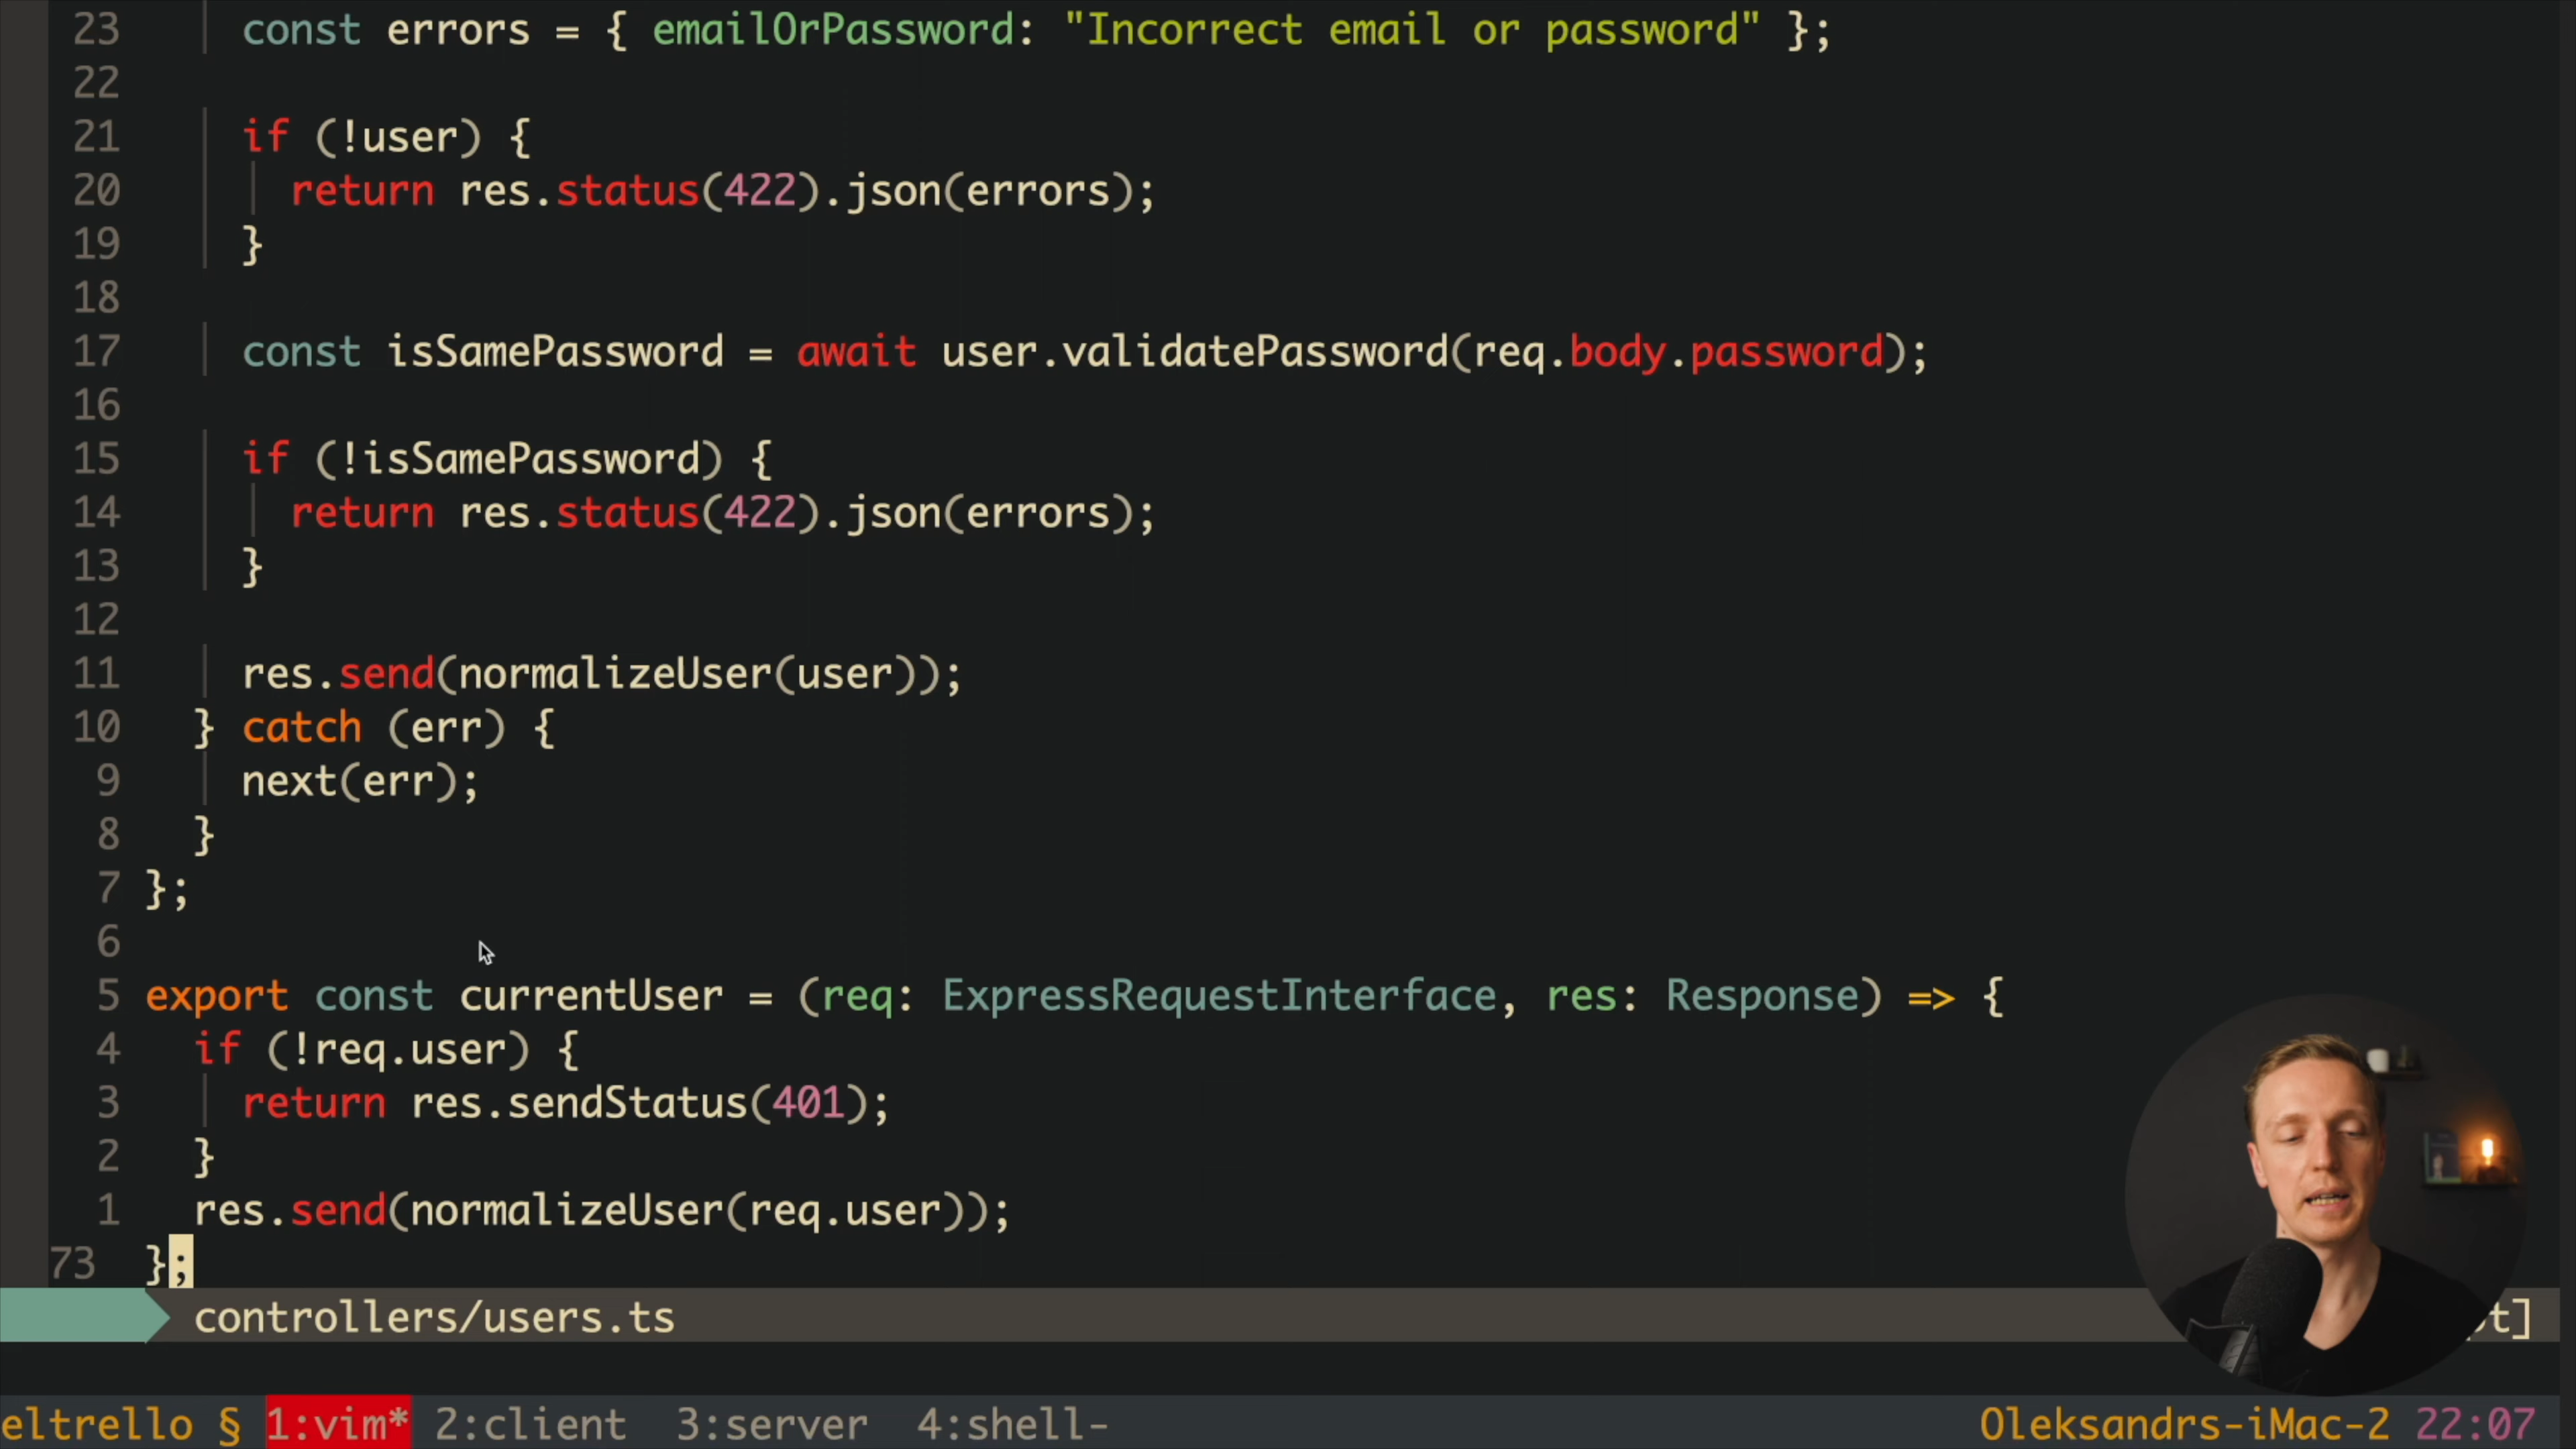 23 const errors = { emailOrPassword: "Incorrect email or password" };
22
21 if (!user) {
20 return res.status(422).json(errors);
19 }
18
17 const isSamePassword = await user.validatePassword(req.body.password);
16
15 if (!isSamePassword) {
14 return res.status(422).json(errors);
13 }
12
11 res.send(normalizeUser(user));
10 } catch (err) {
9 next(err);
8 }
7 };
6
5 export const currentUser = (req: ExpressRequestInterface, res: Response) => {
4 if (!req.user) {
3 return res.sendStatus(401);
2 }
1 res.send(normalizeUser(req.user));
73 };
controllers/users.ts
eltrello § 1:vim* 2:client 3:server 4:shell- Oleksandrs-iMac-2 22:07